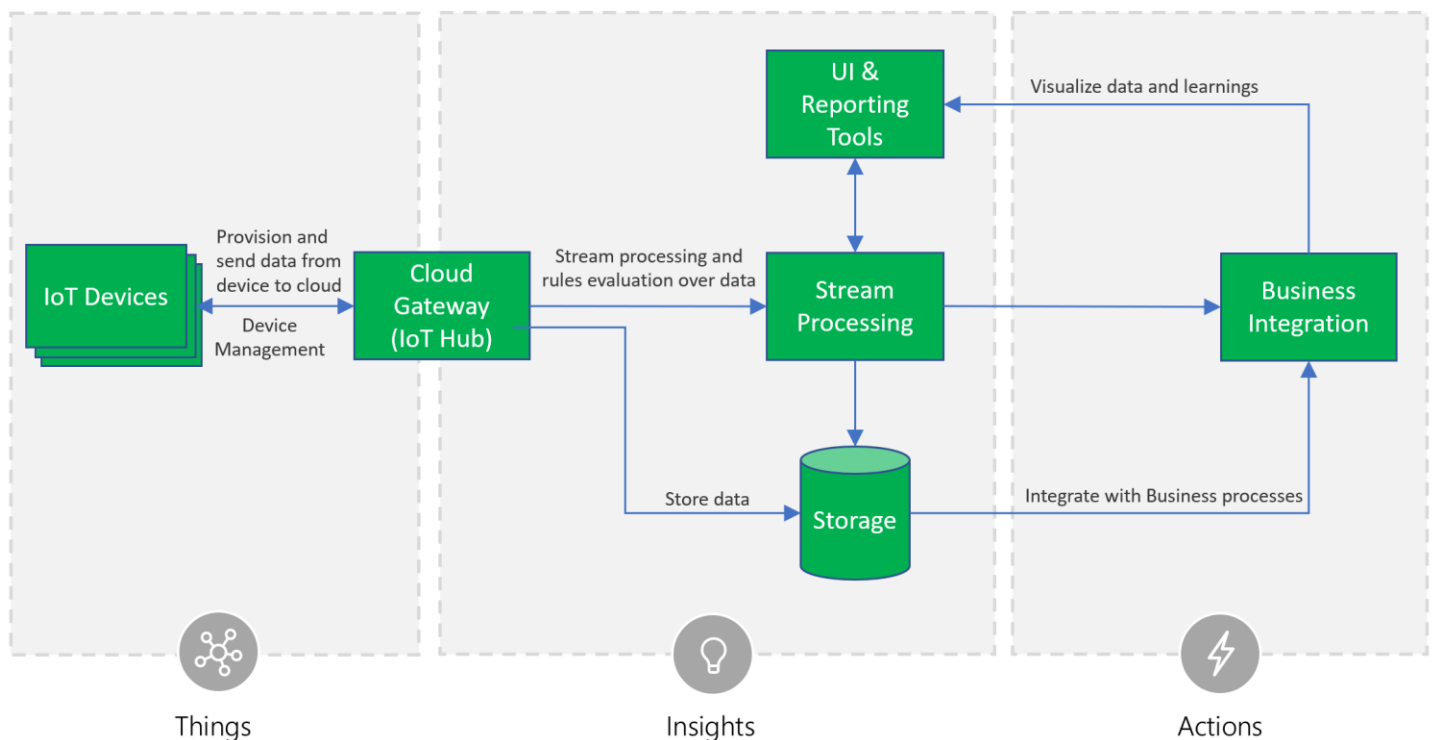 UI &
Reporting
Tools
Visualize data and learnings
Provision and
send data from
device to cloud
IoT Devices
Device
Management
Cloud
Gateway
(IoT Hub)
Stream processing and
rules evaluation over data
Stream
Processing
Business
Integration
Store data
Storage
Integrate with Business processes
Things
Insights
Actions